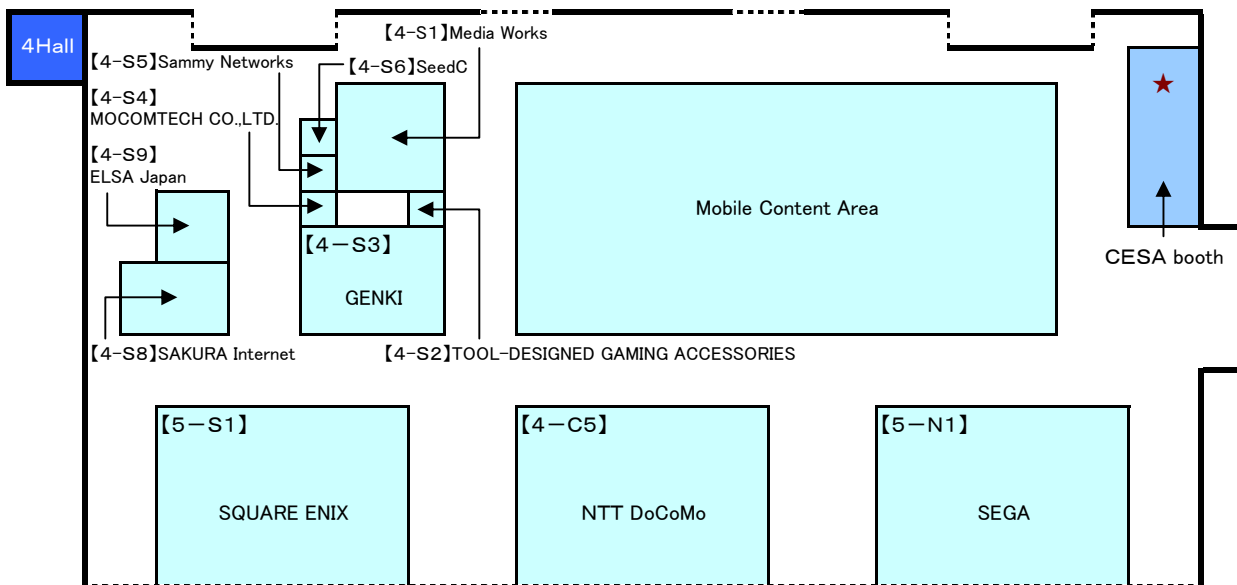 4Hall
【4-S1】Media Works
【4-S5】Sammy Networks
【4-S6】SeedC
【4-S4】
MOCOMTECH CO.,LTD.
【4-S9】
ELSA Japan
Mobile Content Area
【4-S3】
GENKI
CESA booth
【4-S8】SAKURA Internet
【4-S2】TOOL-DESIGNED GAMING ACCESSORIES
【5-S1】
SQUARE ENIX
【4-C5】
NTT DoCoMo
【5-N1】
SEGA